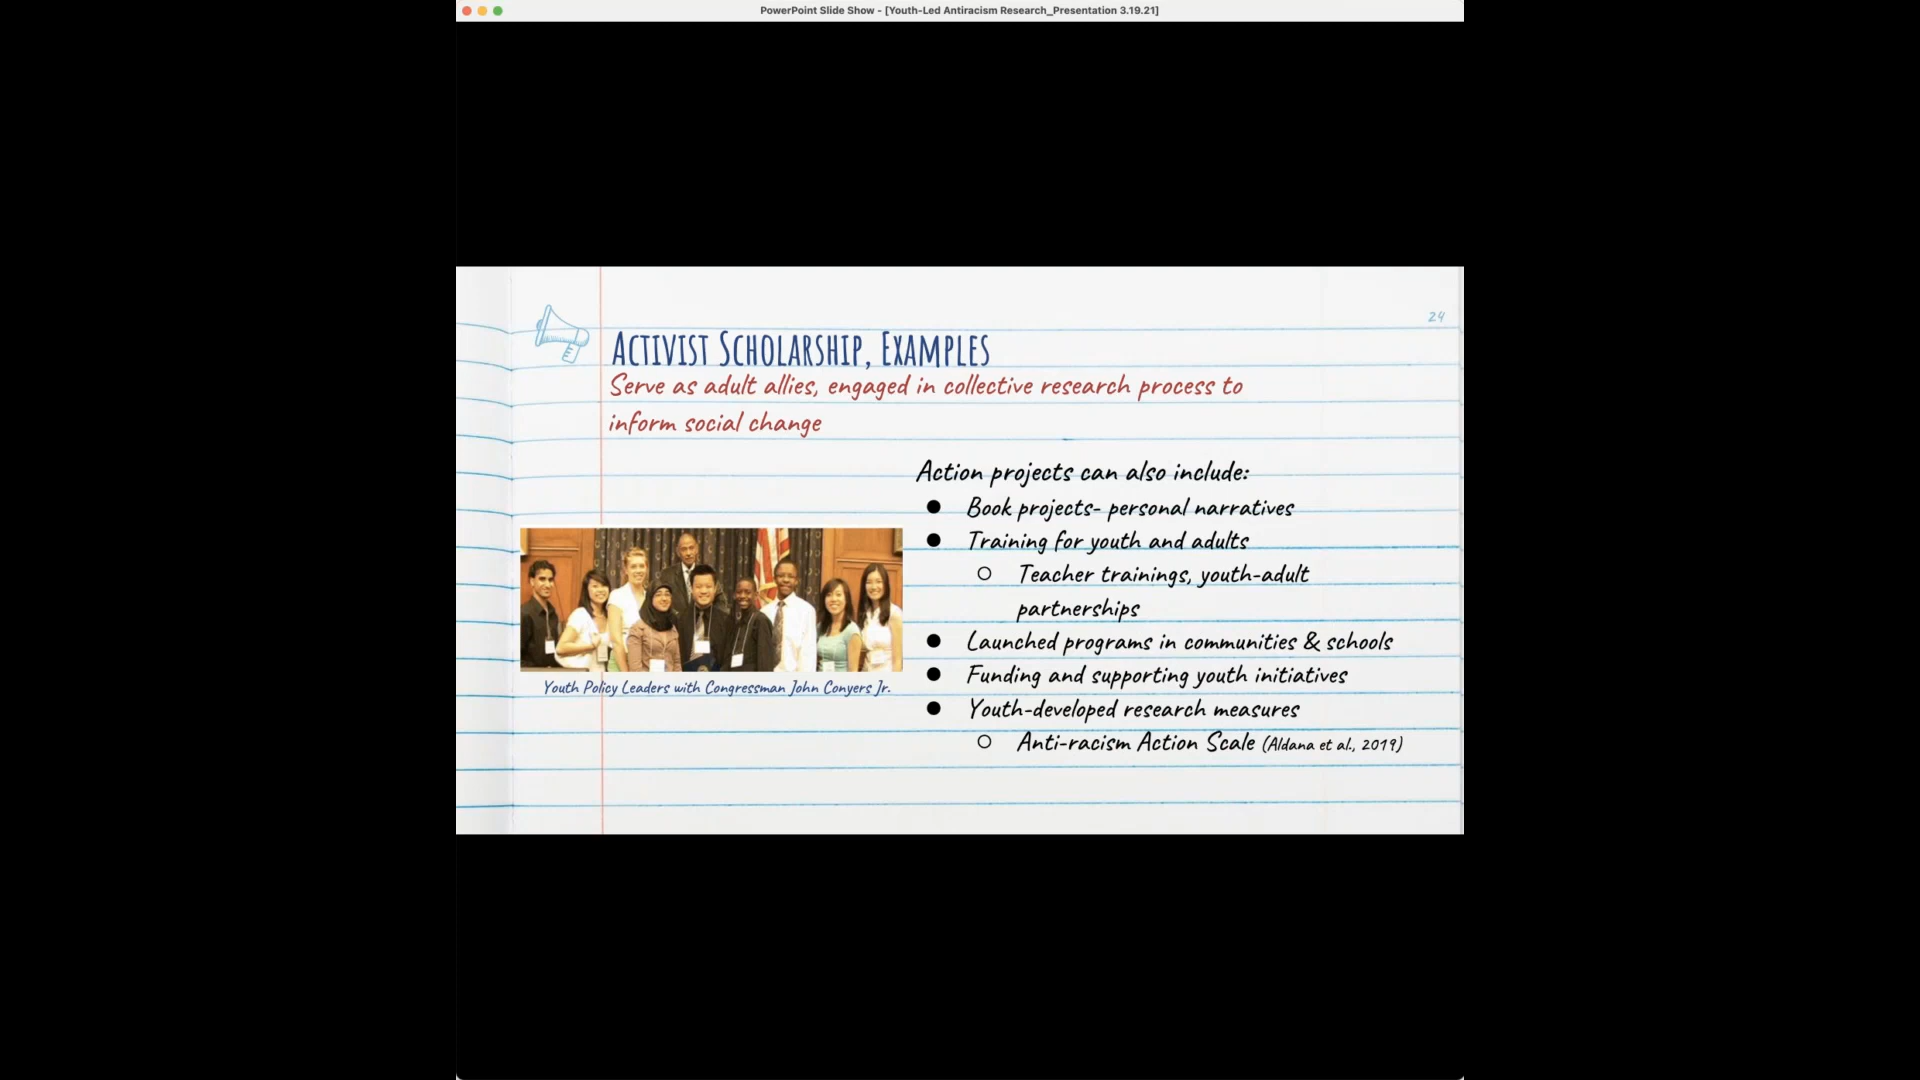 PowerPoint Slide Show - [Youth-Led Antiracism Research_Presentation 3.19.21]
24
Activist Scholarship, Examples
Serve as adult allies, engaged in collective research process to
inform social change
Action projects can also include:
● Book projects- personal narratives
● Training for youth and adults
○ Teacher trainings, youth-adult
partnerships
● Launched programs in communities & schools
● Funding and supporting youth initiatives
● Youth-developed research measures
○ Anti-racism Action Scale (Aldana et al., 2019)
Youth Policy Leaders with Congressman John Conyers Jr.